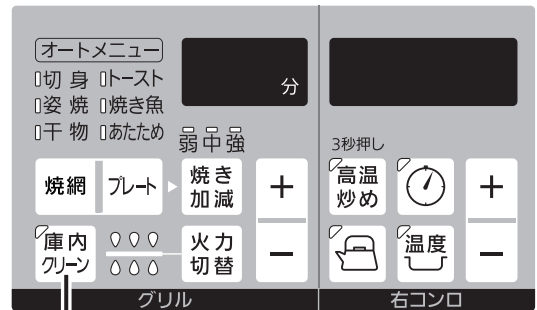 オートメニュー
切身 トースト
姿焼 焼き魚
干物 あたため
分
弱 中 強
焼網 プレート
焼き加減
+
庫内クリーン
火力切替
−
グリル
3秒押し
高温炒め
+
温度
−
右コンロ